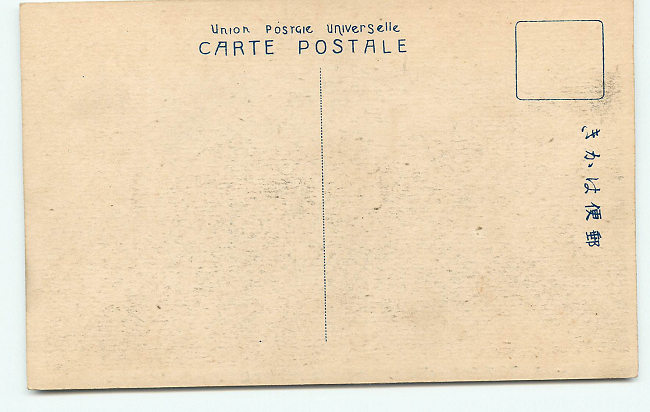 Union Postale Universelle
CARTE POSTALE
きかは便郵